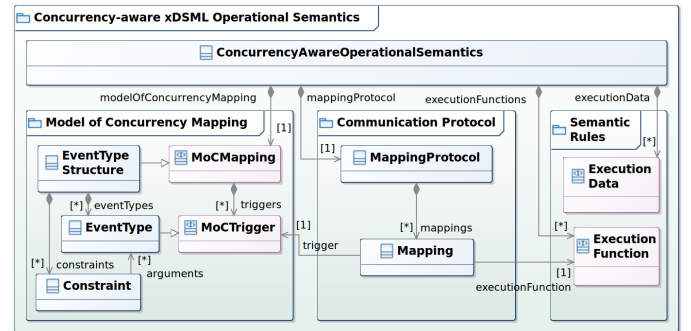 Concurrency-aware xDSML Operational Semantics
ConcurrencyAwareOperationalSemantics
modelOfConcurrencyMapping
mappingProtocol
executionFunctions
executionData
Model of Concurrency Mapping
[1]
Communication Protocol
Semantic
Rules
[*]
EventType
Structure
MoCMapping
[1]
MappingProtocol
Execution
Data
[*]
eventTypes
[*]
triggers
[*]
mappings
[*]
EventType
MoCTrigger
[1]
trigger
Mapping
Execution
Function
[*]
constraints
[*]
arguments
[1]
executionFunction
Constraint